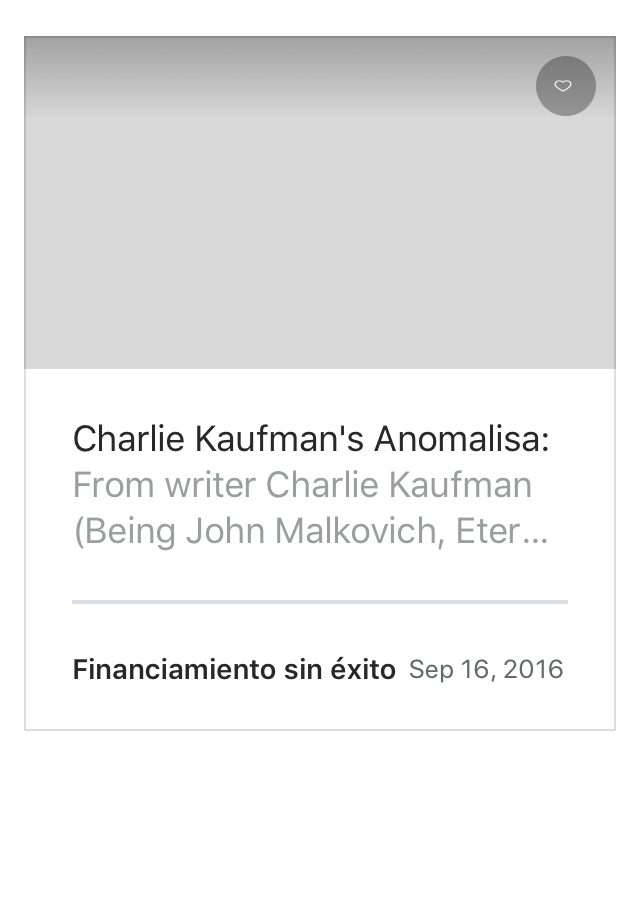 Charlie Kaufman's Anomalisa:
From writer Charlie Kaufman
(Being John Malkovich, Eter...
Financiamiento sin éxito Sep 16, 2016